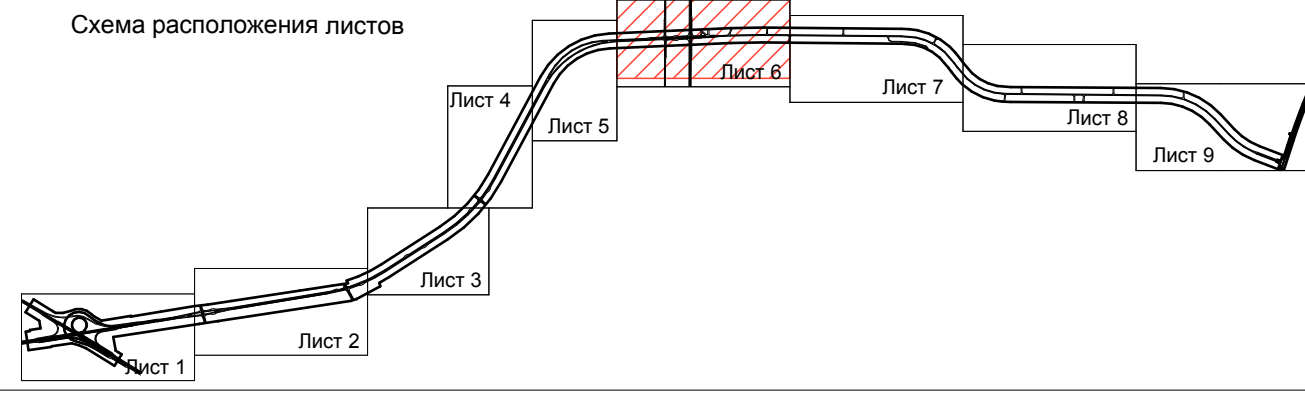 Схема расположения листов
Лист 1
Лист 2
Лист 3
Лист 4
Лист 5
Лист 6
Лист 7
Лист 8
Лист 9